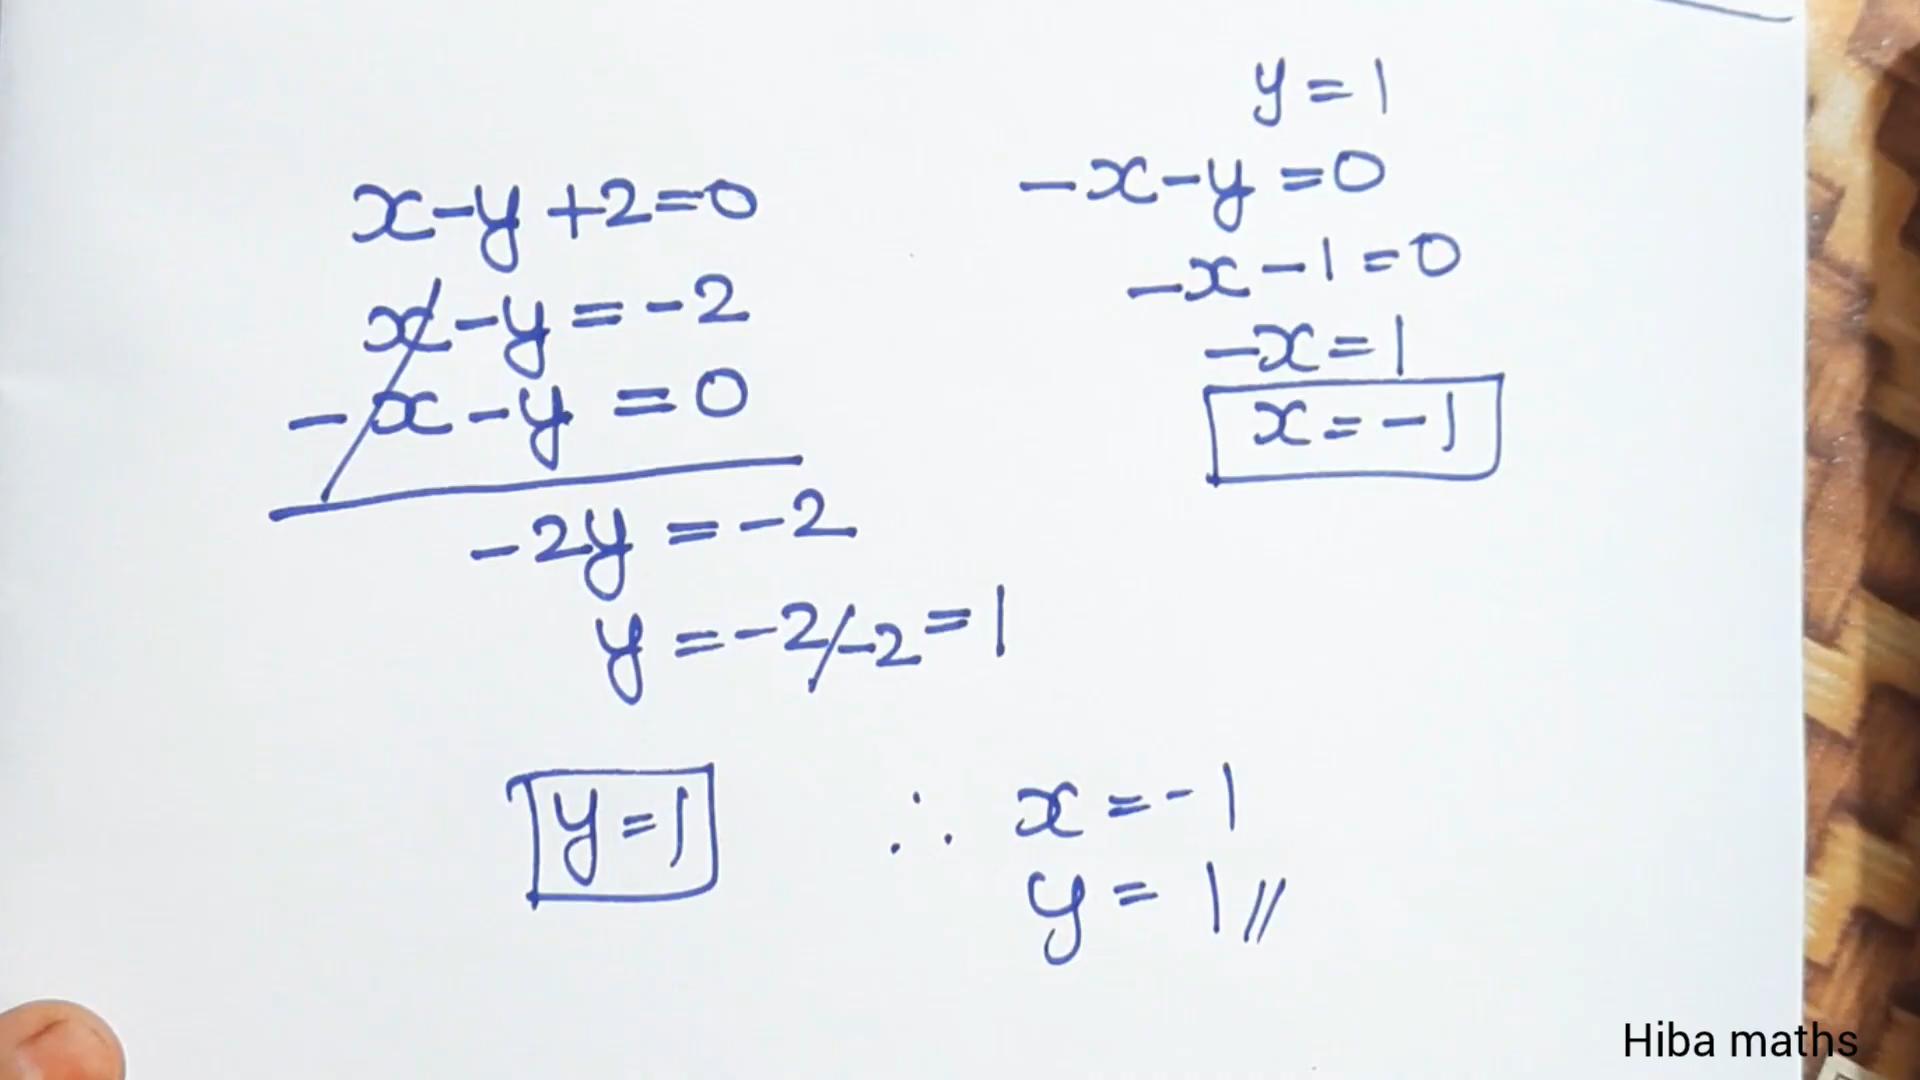 x-y+2=0
x-y=-2
-x-y=0
-2y=-2
y=-2/-2=1
y=1
y=1
-x-y=0
-x-1=0
-x=1
x=-1
∴ x=-1
y=1//
Hiba maths